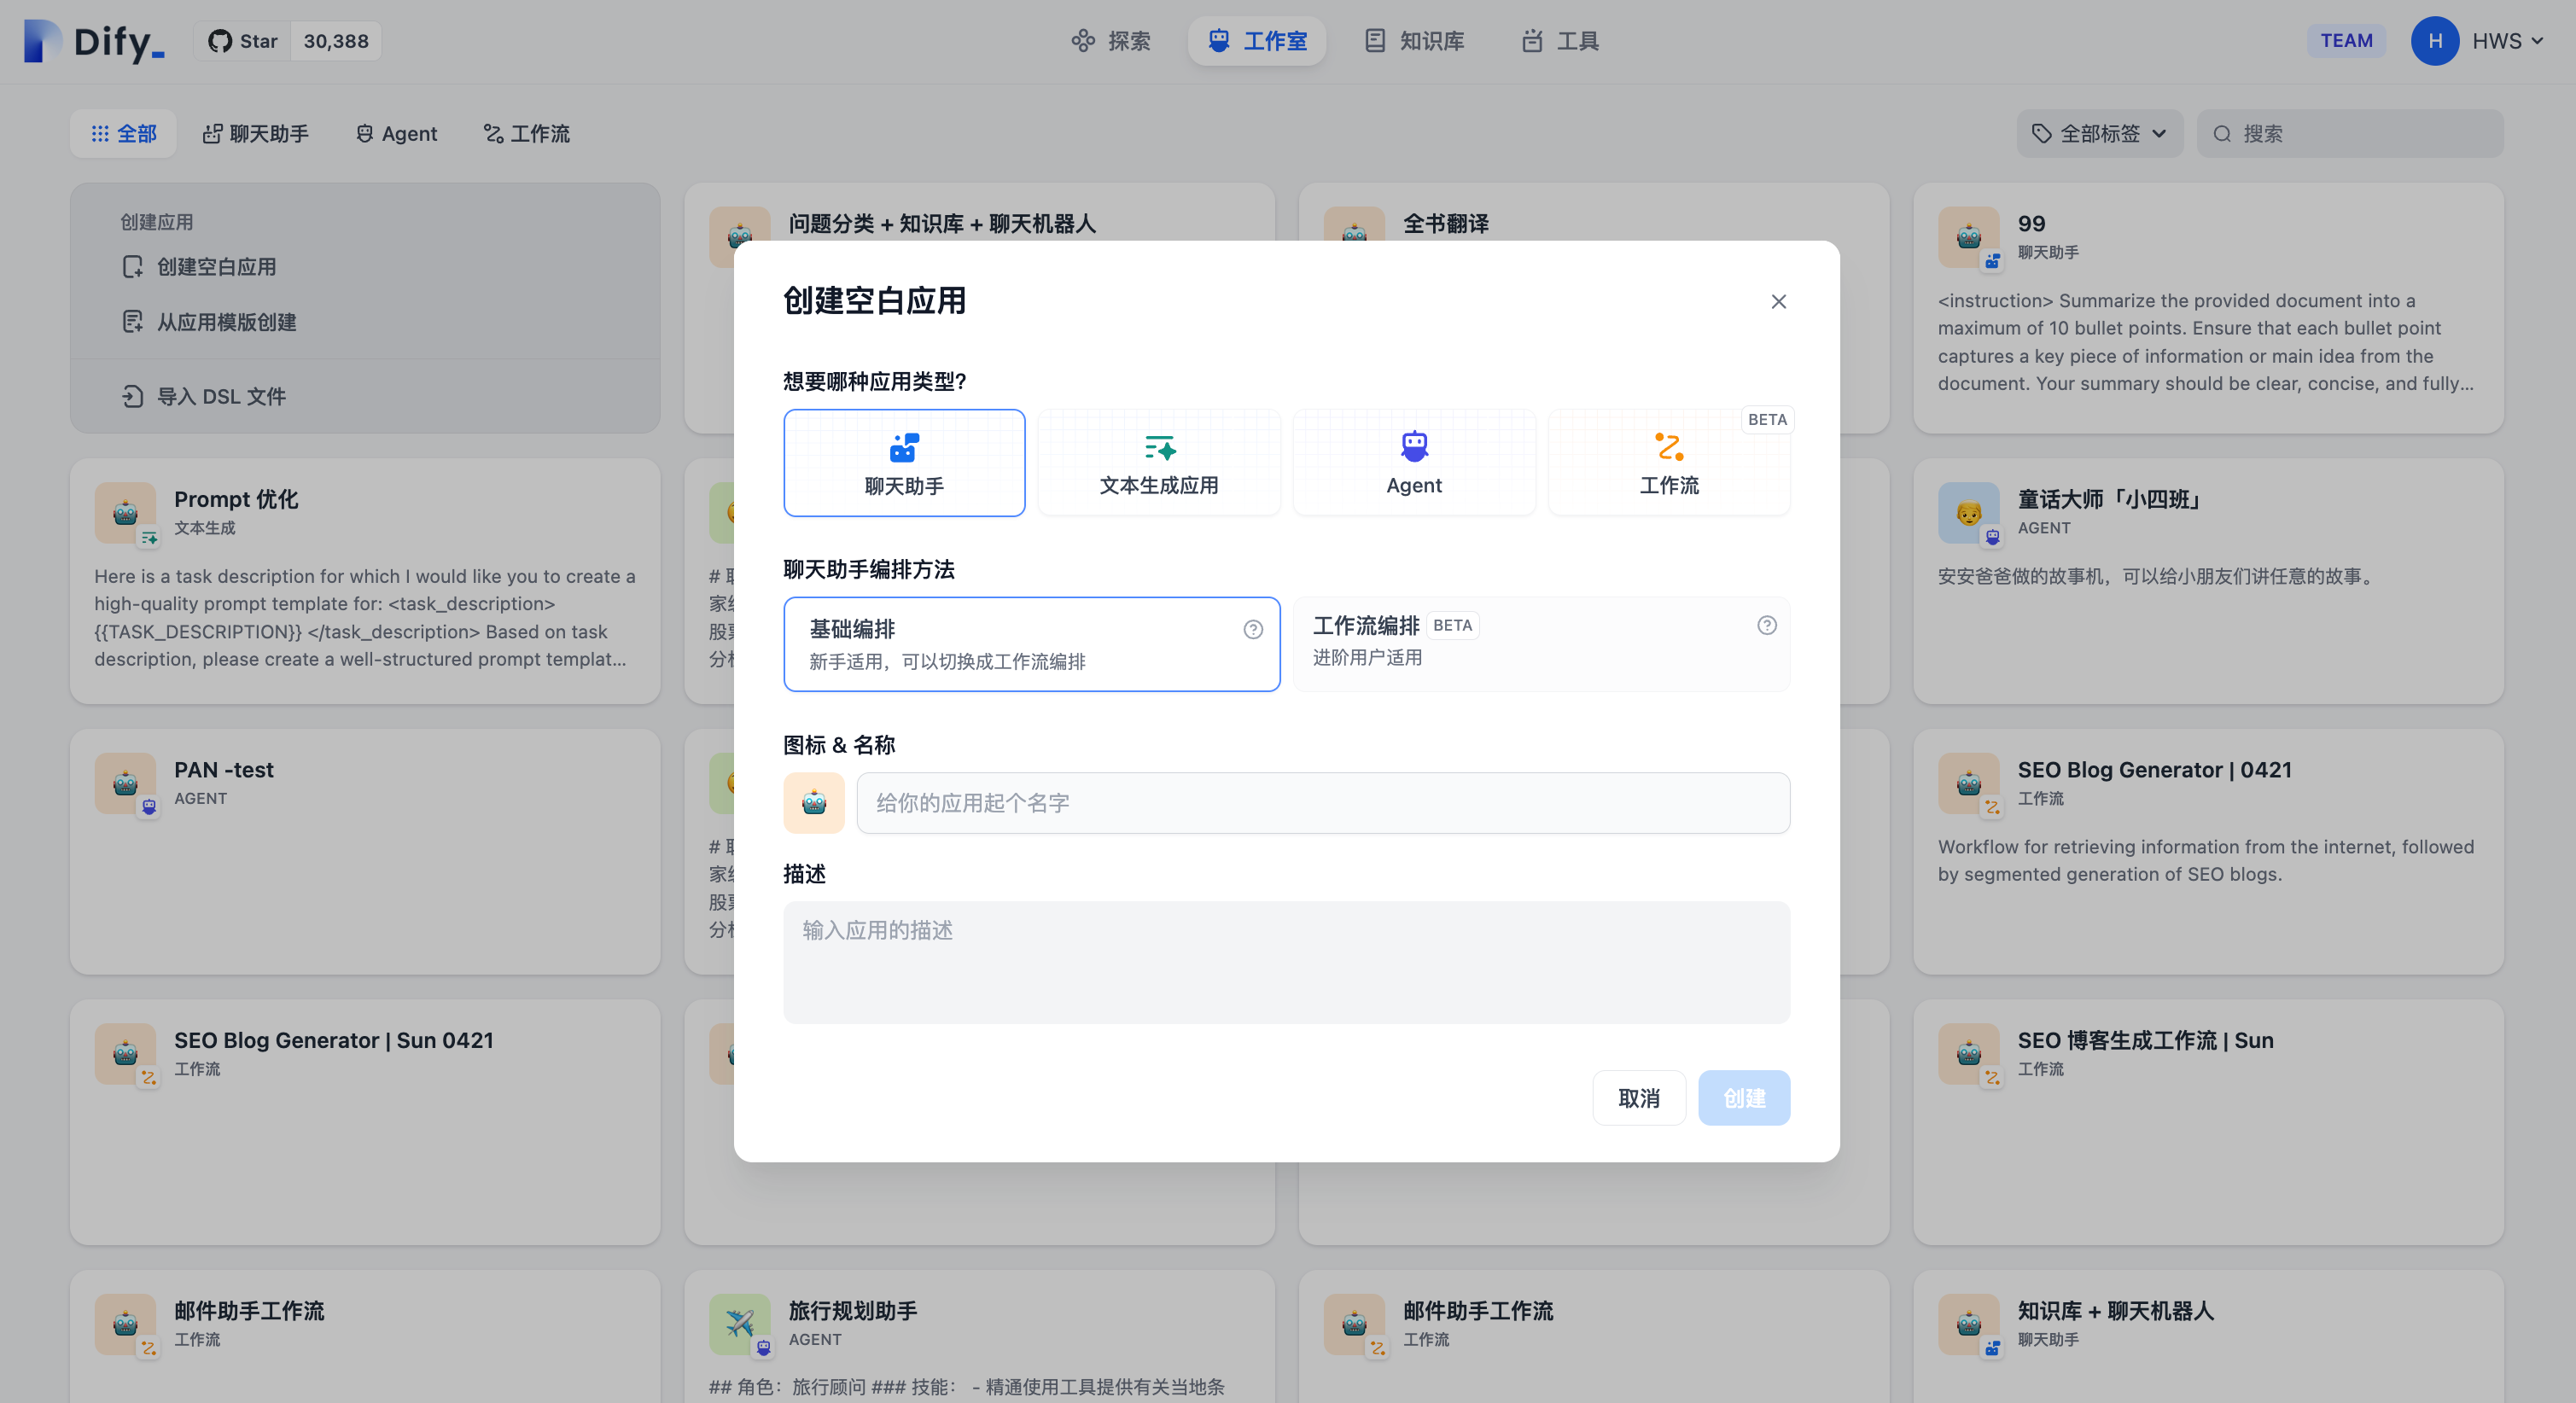 Dify_
Star 30,388
探索
工作室
知识库
工具
TEAM
H
HWS
全部
聊天助手
Agent
工作流
全部标签
搜索
创建应用
创建空白应用
从应用模版创建
导入 DSL 文件
问题分类 + 知识库 + 聊天机器人
全书翻译
99
聊天助手
<instruction> Summarize the provided document into a
maximum of 10 bullet points. Ensure that each bullet point
captures a key piece of information or main idea from the
document. Your summary should be clear, concise, and fully...
创建空白应用
想要哪种应用类型?
聊天助手
文本生成应用
Agent
工作流
BETA
聊天助手编排方法
基础编排
新手适用，可以切换成工作流编排
工作流编排 BETA
进阶用户适用
图标 & 名称
给你的应用起个名字
描述
输入应用的描述
取消
创建
Prompt 优化
文本生成
Here is a task description for which I would like you to create a
high-quality prompt template for: <task_description>
{{TASK_DESCRIPTION}} </task_description> Based on task
description, please create a well-structured prompt templat...
#
股
分
童话大师「小四班」
AGENT
安安爸爸做的故事机，可以给小朋友们讲任意的故事。
PAN -test
AGENT
#
股
分
SEO Blog Generator | 0421
工作流
Workflow for retrieving information from the internet, followed
by segmented generation of SEO blogs.
SEO Blog Generator | Sun 0421
工作流
SEO 博客生成工作流 | Sun
工作流
邮件助手工作流
工作流
旅行规划助手
AGENT
## 角色：旅行顾问 ### 技能： - 精通使用工具提供有关当地条
邮件助手工作流
工作流
知识库 + 聊天机器人
聊天助手